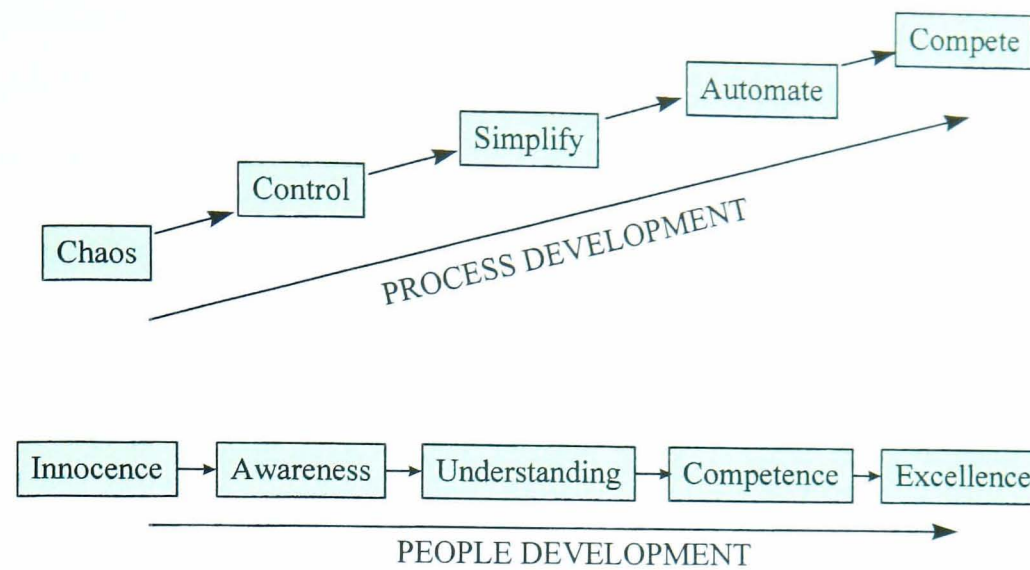 Compete
Automate
Simplify
Control
Chaos
PROCESS DEVELOPMENT
Innocence Awareness Understanding Competence Excellence
PEOPLE DEVELOPMENT